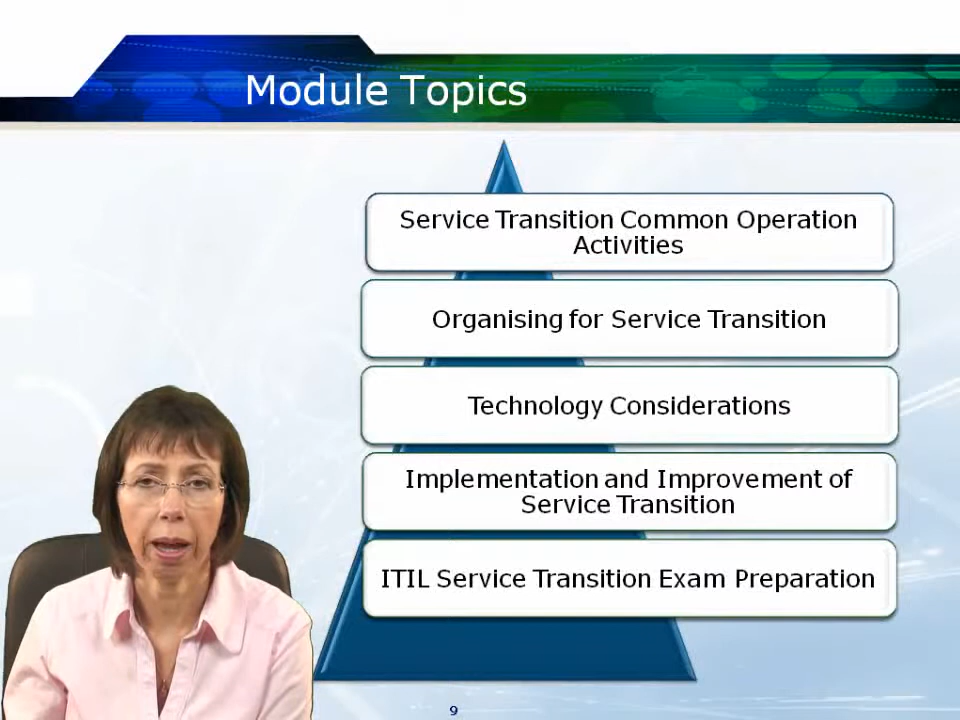 Module Topics
Service Transition Common Operation
Activities
Organising for Service Transition
Technology Considerations
Implementation and Improvement of
Service Transition
ITIL Service Transition Exam Preparation
9